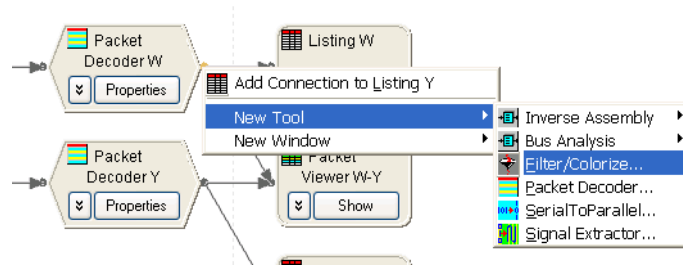 Packet
Decoder W
Properties
Listing W
Add Connection to Listing Y
New Tool
New Window
Inverse Assembly
Bus Analysis
Filter/Colorize...
Packet Decoder...
SerialToParallel...
Signal Extractor...
Packet
Decoder Y
Properties
Packet
Viewer W-Y
Show